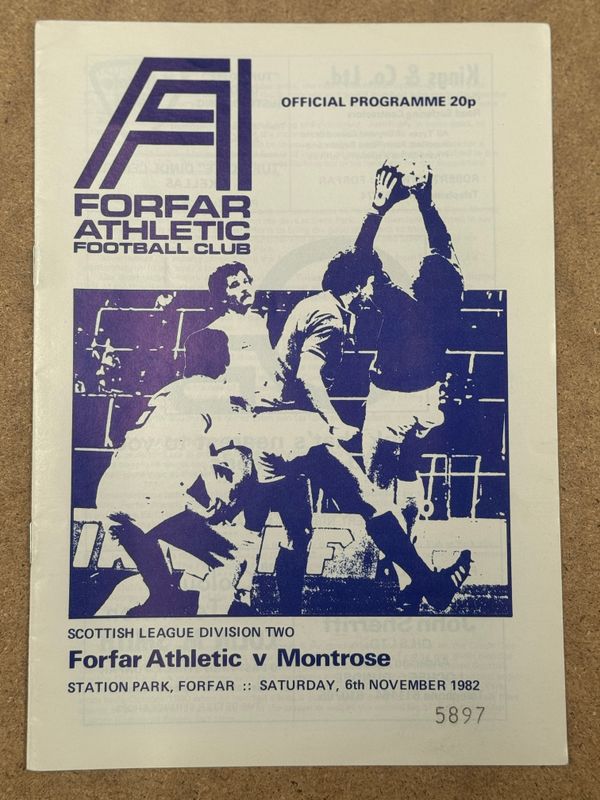 OFFICIAL PROGRAMME 20p
FORFAR
ATHLETIC
FOOTBALL CLUB
SCOTTISH LEAGUE DIVISION TWO
Forfar Athletic v Montrose
STATION PARK, FORFAR :: SATURDAY, 6th NOVEMBER 1982
5897